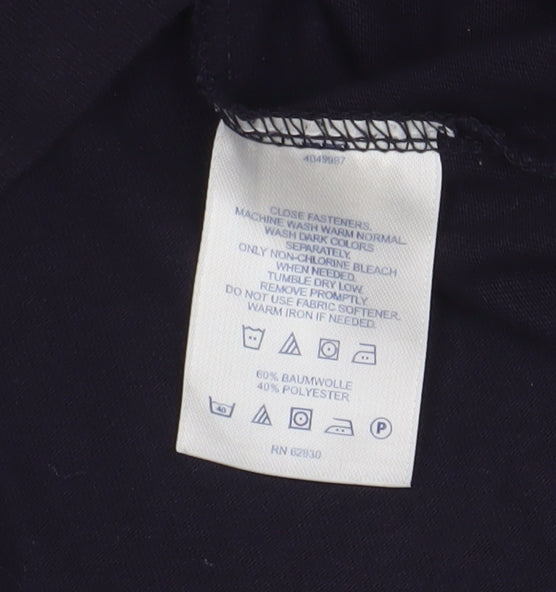 4049987
CLOSE FASTENERS.
MACHINE WASH WARM NORMAL.
WASH DARK COLORS
SEPARATELY.
ONLY NON-CHLORINE BLEACH
WHEN NEEDED.
TUMBLE DRY LOW.
REMOVE PROMPTLY.
DO NOT USE FABRIC SOFTENER.
WARM IRON IF NEEDED.
60% BAUMWOLLE
40% POLYESTER
40 P
RN 62930